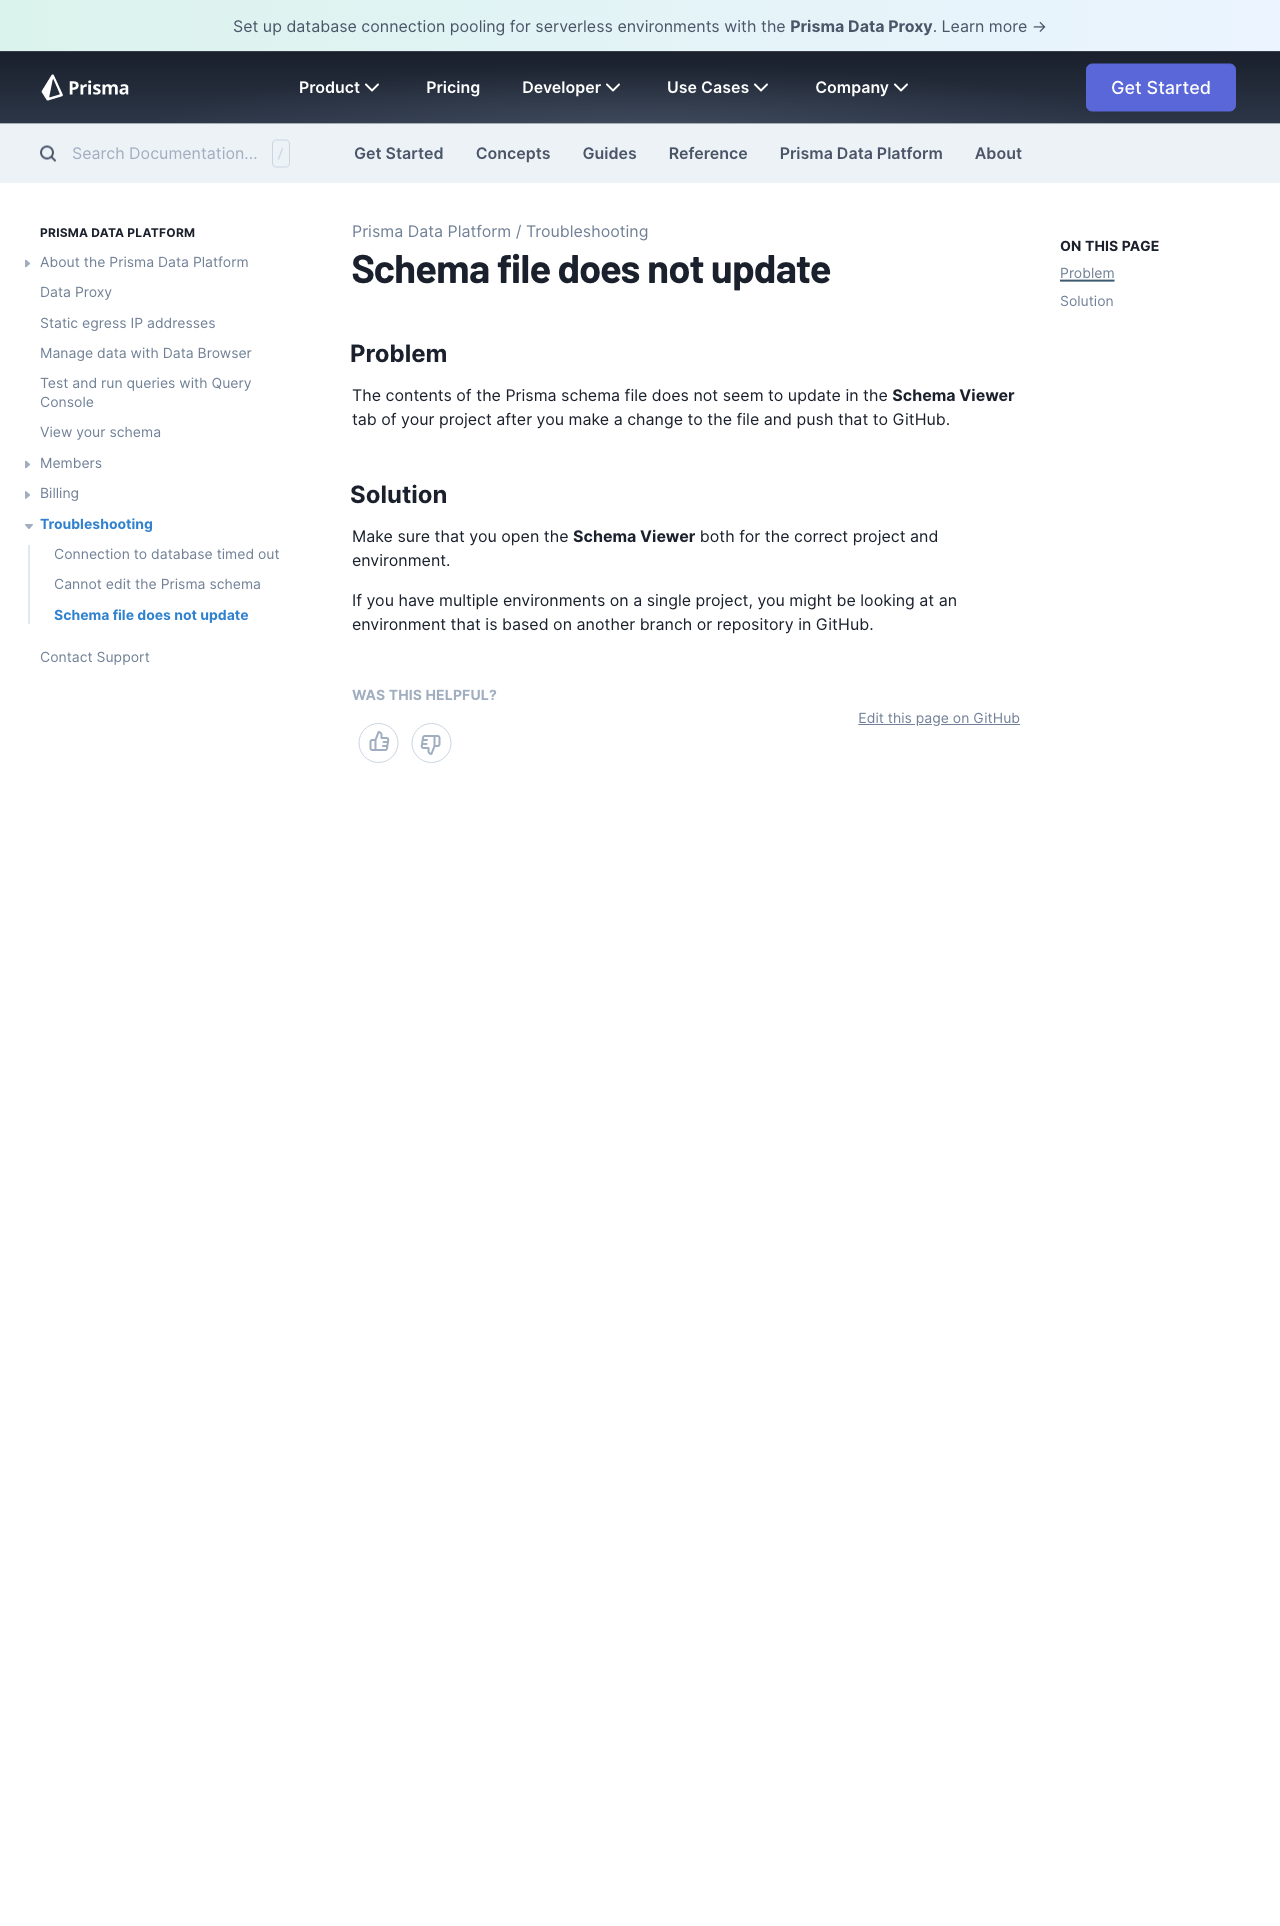 Set up database connection pooling for serverless environments with the Prisma Data Proxy. Learn more →
Prisma
Product
Pricing
Developer
Use Cases
Company
Get Started
Search Documentation...
/
Get Started
Concepts
Guides
Reference
Prisma Data Platform
About
PRISMA DATA PLATFORM
About the Prisma Data Platform
Data Proxy
Static egress IP addresses
Manage data with Data Browser
Test and run queries with Query
Console
View your schema
Members
Billing
Troubleshooting
Connection to database timed out
Cannot edit the Prisma schema
Schema file does not update
Contact Support
Prisma Data Platform / Troubleshooting
Schema file does not update
Problem
The contents of the Prisma schema file does not seem to update in the Schema Viewer
tab of your project after you make a change to the file and push that to GitHub.
Solution
Make sure that you open the Schema Viewer both for the correct project and
environment.
If you have multiple environments on a single project, you might be looking at an
environment that is based on another branch or repository in GitHub.
WAS THIS HELPFUL?
Edit this page on GitHub
ON THIS PAGE
Problem
Solution